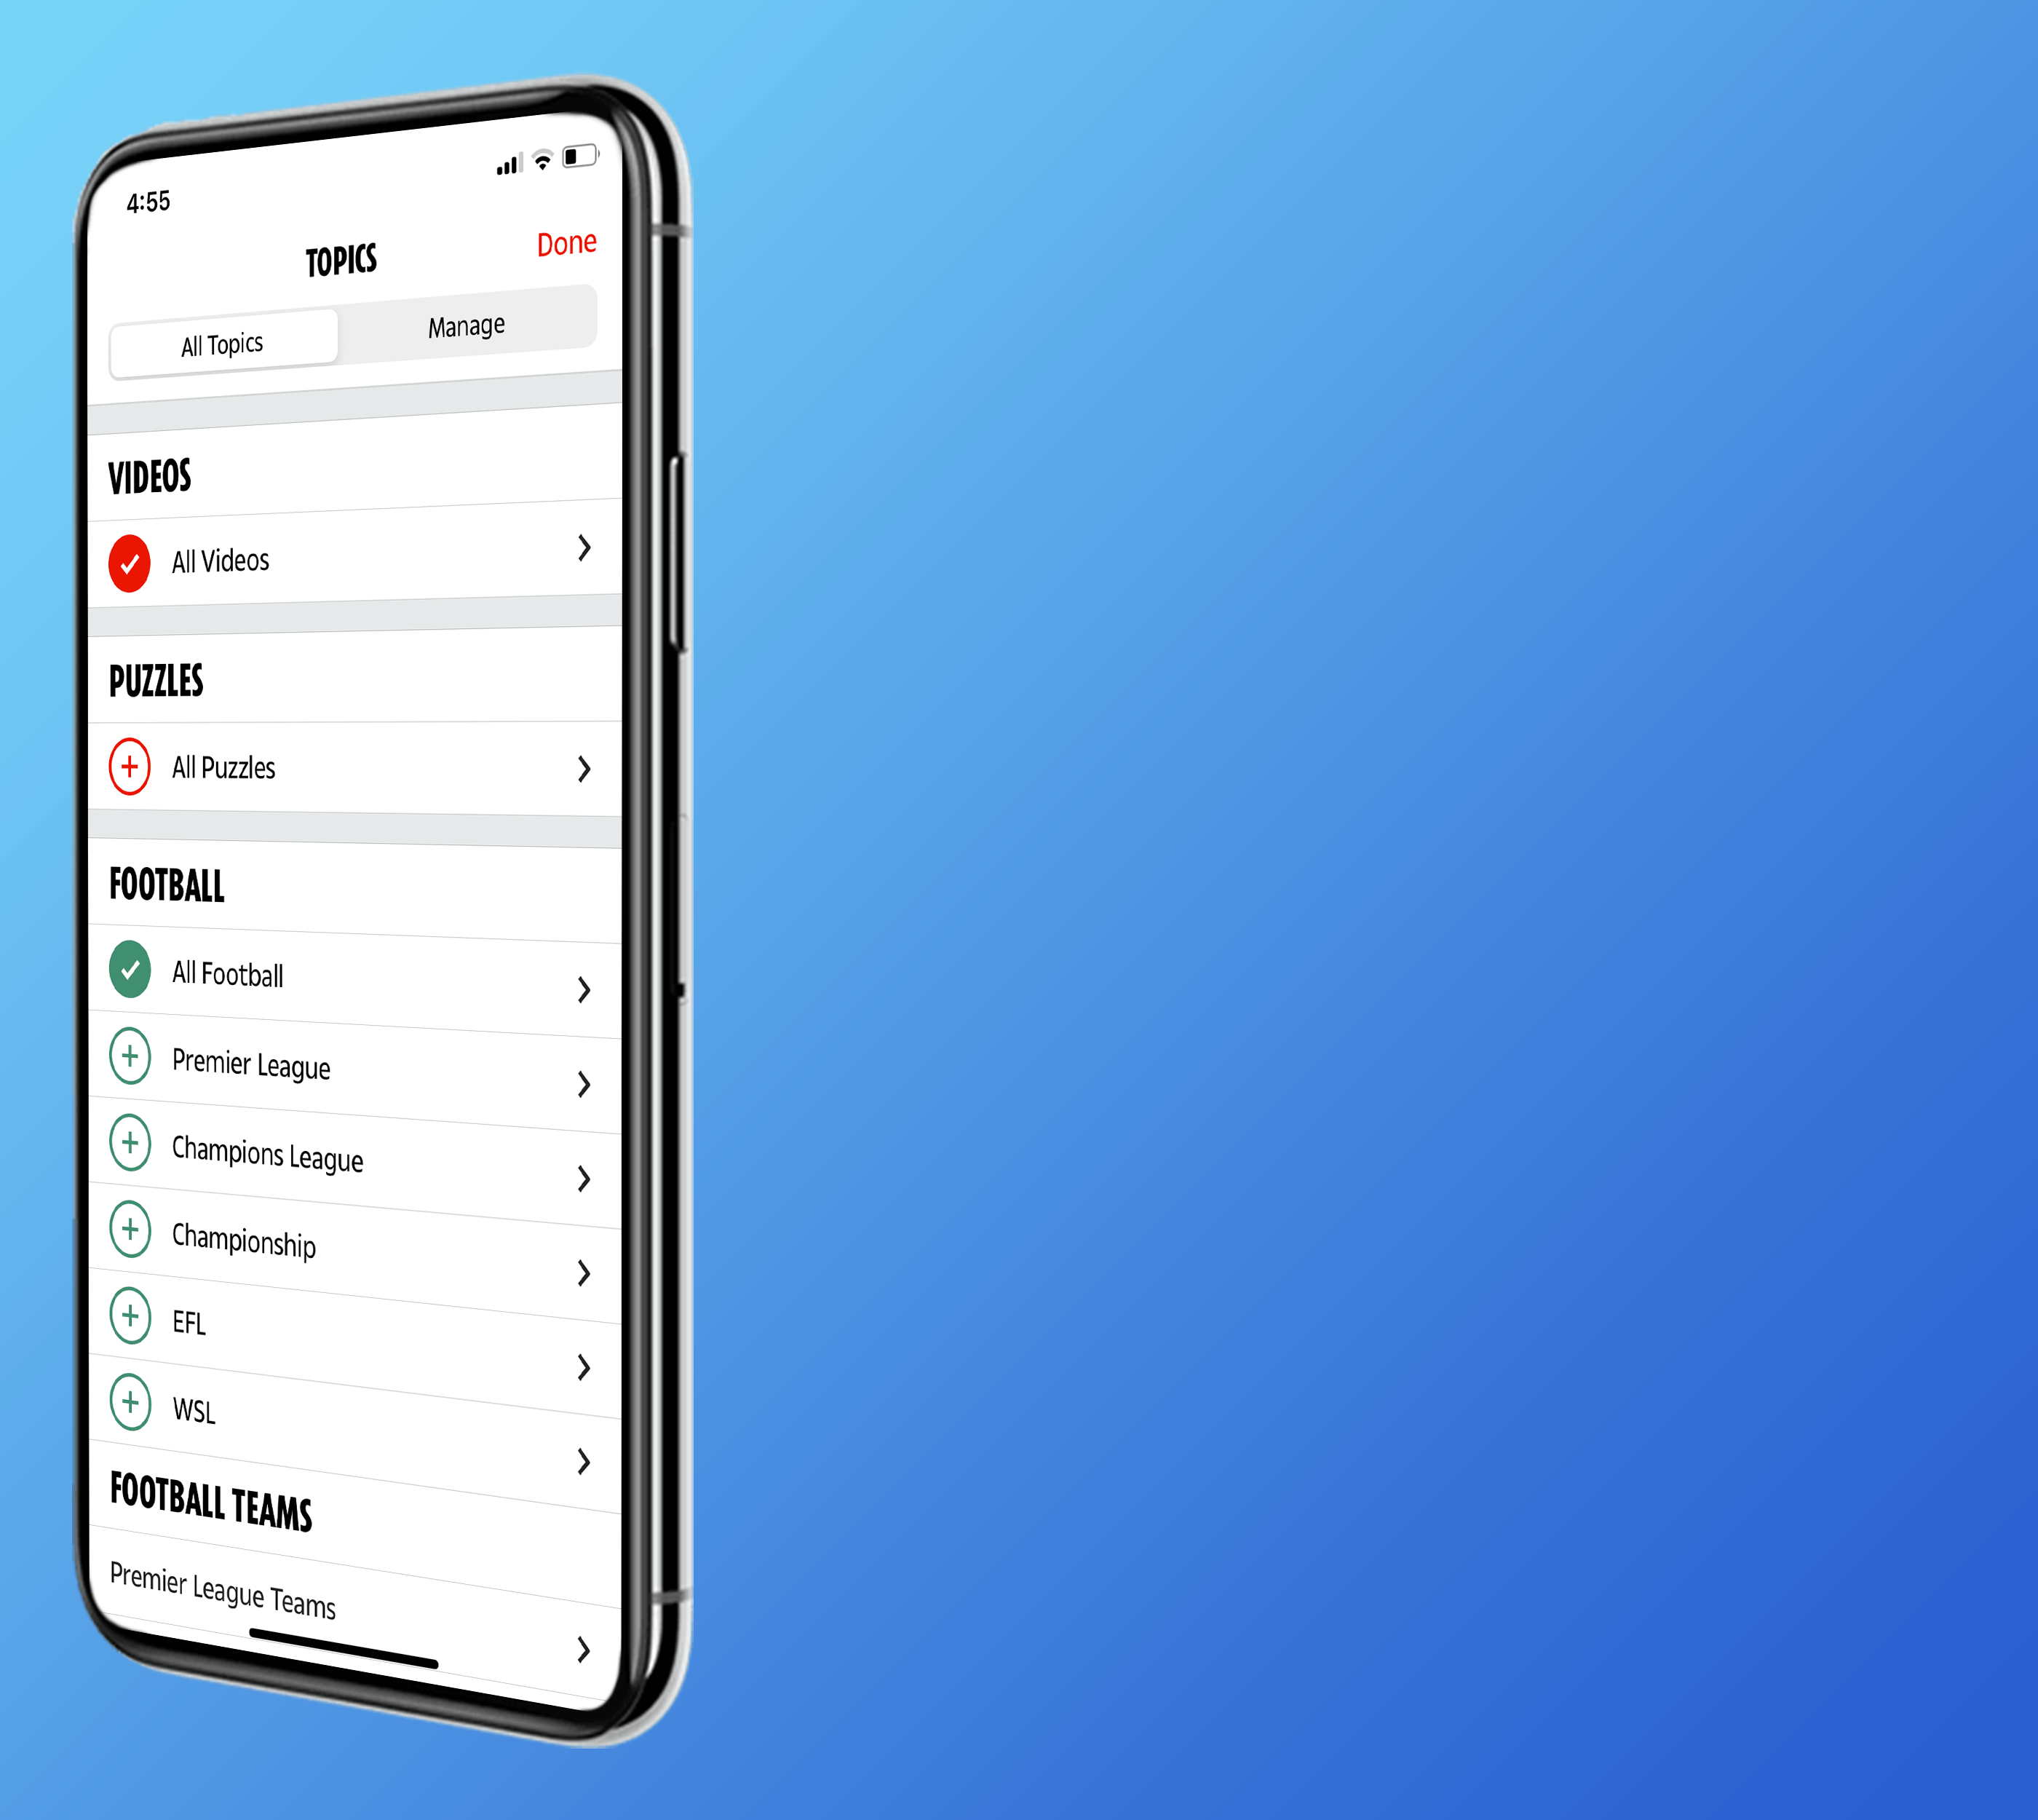 4:55
TOPICS
Done
All Topics
Manage
VIDEOS
All Videos
PUZZLES
All Puzzles
FOOTBALL
All Football
Premier League
Champions League
Championship
EFL
WSL
FOOTBALL TEAMS
Premier League Teams